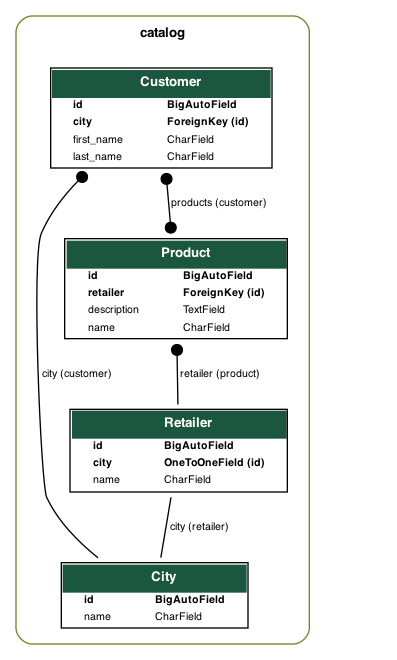 catalog
Customer
id BigAutoField
city ForeignKey (id)
first_name CharField
last_name CharField
products (customer)
Product
id BigAutoField
retailer ForeignKey (id)
description TextField
name CharField
city (customer)
retailer (product)
Retailer
id BigAutoField
city OneToOneField (id)
name CharField
city (retailer)
City
id BigAutoField
name CharField